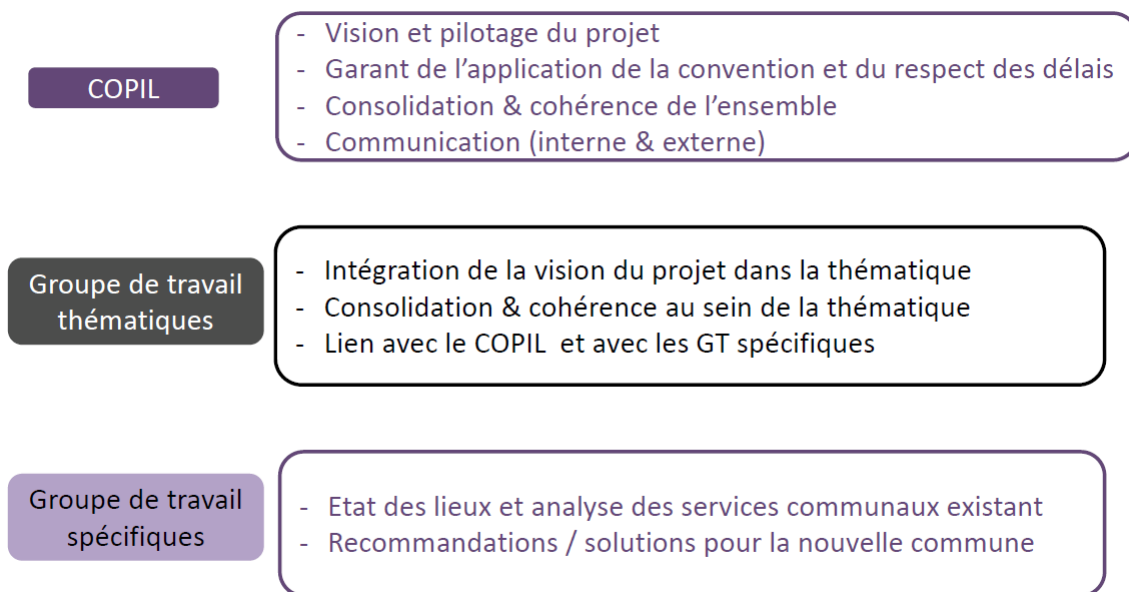 COPIL
- Vision et pilotage du projet
- Garant de l’application de la convention et du respect des délais
- Consolidation & cohérence de l’ensemble
- Communication (interne & externe)
Groupe de travail
thématiques
- Intégration de la vision du projet dans la thématique
- Consolidation & cohérence au sein de la thématique
- Lien avec le COPIL et avec les GT spécifiques
Groupe de travail
spécifiques
- Etat des lieux et analyse des services communaux existant
- Recommandations / solutions pour la nouvelle commune